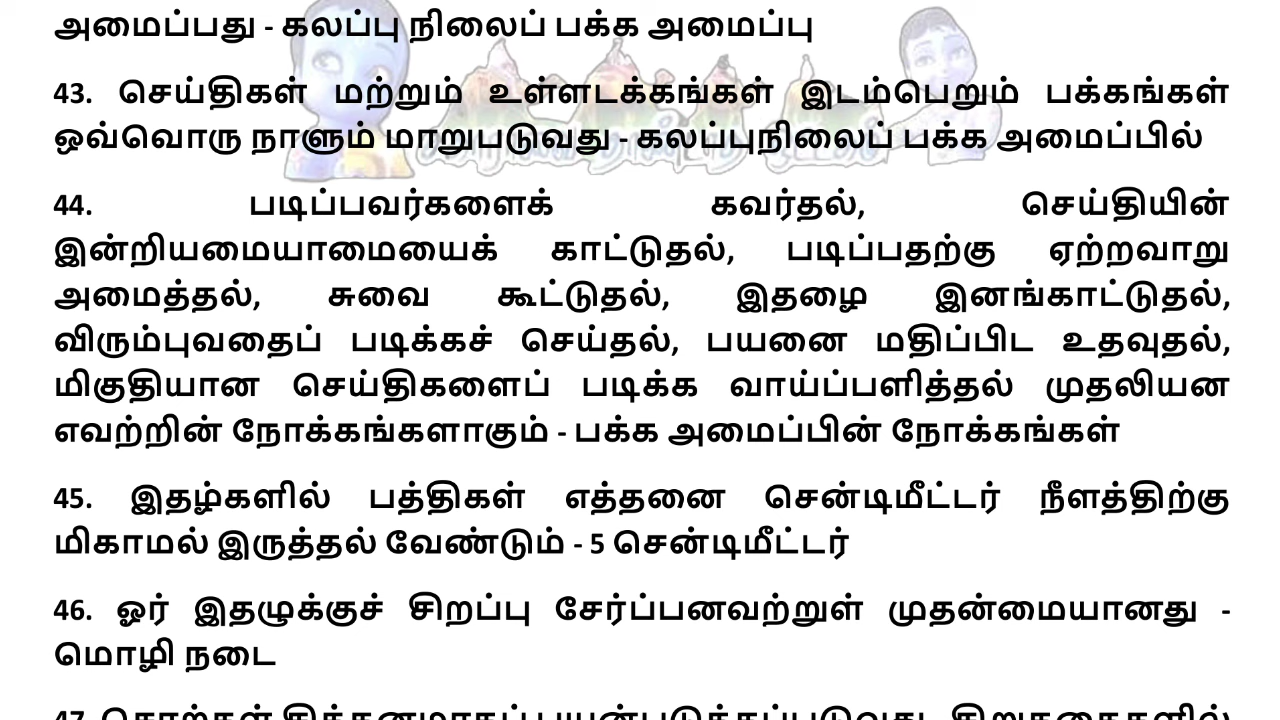 அமைப்பது - கலப்பு நிலைப் பக்க அமைப்பு
43. செய்திகள் மற்றும் உள்ளடக்கங்கள் இடம்பெறும் பக்கங்கள்
ஒவ்வொரு நாளும் மாறுபடுவது - கலப்புநிலைப் பக்க அமைப்பில்
44. படிப்பவர்களைக் கவர்தல், செய்தியின்
இன்றியமையாமையைக் காட்டுதல், படிப்பதற்கு ஏற்றவாறு
அமைத்தல், சுவை கூட்டுதல், இதழை இனங்காட்டுதல்,
விரும்புவதைப் படிக்கச் செய்தல், பயனை மதிப்பிட உதவுதல்,
மிகுதியான செய்திகளைப் படிக்க வாய்ப்பளித்தல் முதலியன
எவற்றின் நோக்கங்களாகும் - பக்க அமைப்பின் நோக்கங்கள்
45. இதழ்களில் பத்திகள் எத்தனை சென்டிமீட்டர் நீளத்திற்கு
மிகாமல் இருத்தல் வேண்டும் - 5 சென்டிமீட்டர்
46. ஓர் இதழுக்குச் சிறப்பு சேர்ப்பனவற்றுள் முதன்மையானது -
மொழி நடை